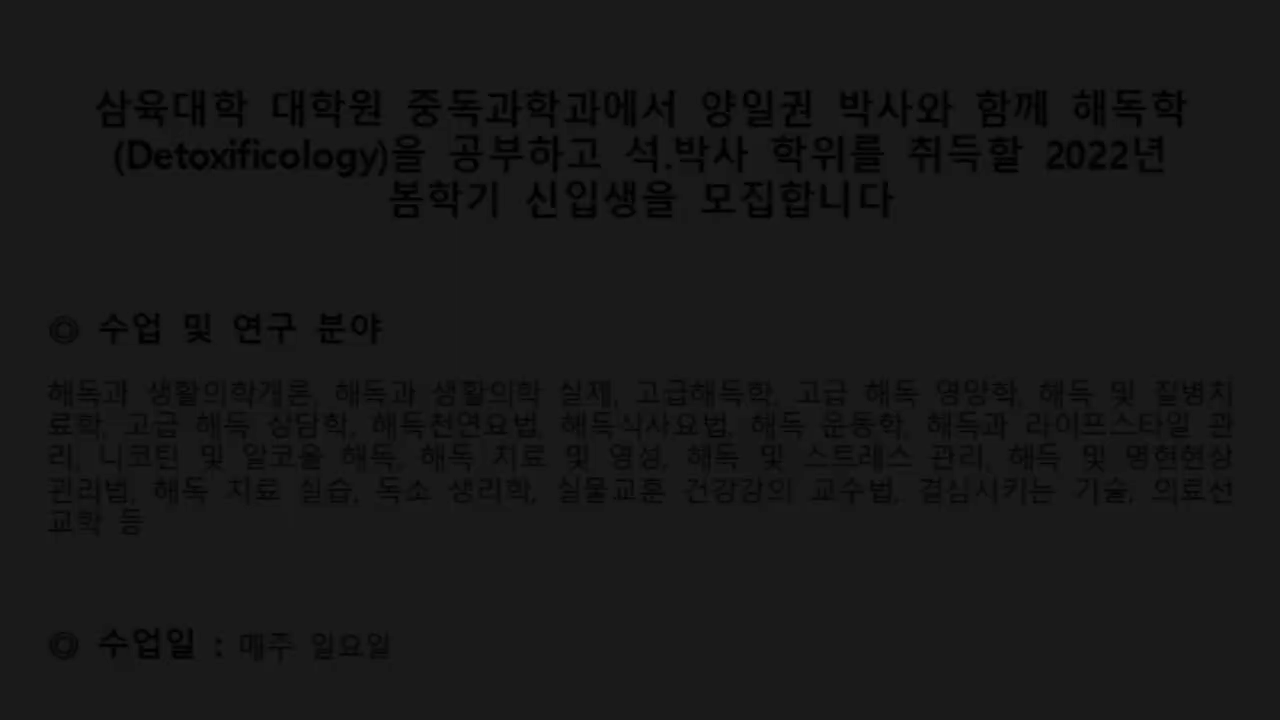 삼육대학 대학원 중독과학과에서 양일권 박사와 함께 해독학
(Detoxificology)을 공부하고 석.박사 학위를 취득할 2022년
봄학기 신입생을 모집합니다
◎ 수업 및 연구 분야
해독과 생활의학개론, 해독과 생활의학 실제, 고급해독학, 고급 해독 영양학, 해독 및 질병치
료학, 고급 해독 상담학, 해독천연요법, 해독식사요법, 해독 운동학, 해독과 라이프스타일 관
리, 니코틴 및 알코올 해독, 해독 치료 및 영성, 해독 및 스트레스 관리, 해독 및 명현현상
관리법, 해독 치료 실습, 독소 생리학, 실물교훈 건강강의 교수법, 결심시키는 기술, 의료선
교학 등
◎ 수업일 : 매주 일요일